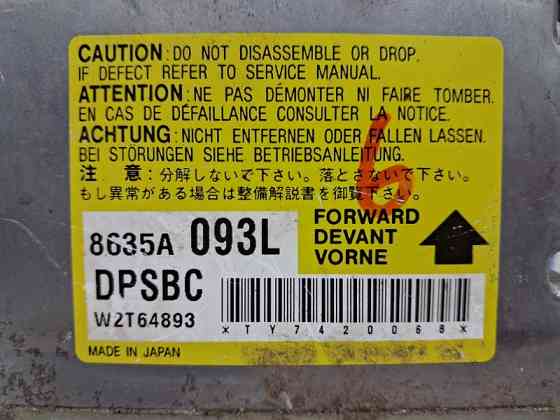 CAUTION : DO NOT DISASSEMBLE OR DROP.
IF DEFECT REFER TO SERVICE MANUAL.
ATTENTION : NE PAS DÉMONTER NI FAIRE TOMBER.
EN CAS DE DÉFAILLANCE CONSULTER LA NOTICE.
ACHTUNG : NICHT ENTFERNEN ODER FALLEN LASSEN.
BEI STÖRUNGEN SIEHE BETRIEBSANLEITUNG.
注 意 : 分解しないで下さい。落とさないで下さい。
もし異常がある場合は整備解説書を御覧下さい。
6
8635A 093L
DPSBC
W2T64893
FORWARD
DEVANT
VORNE
*TY7420068*
MADE IN JAPAN